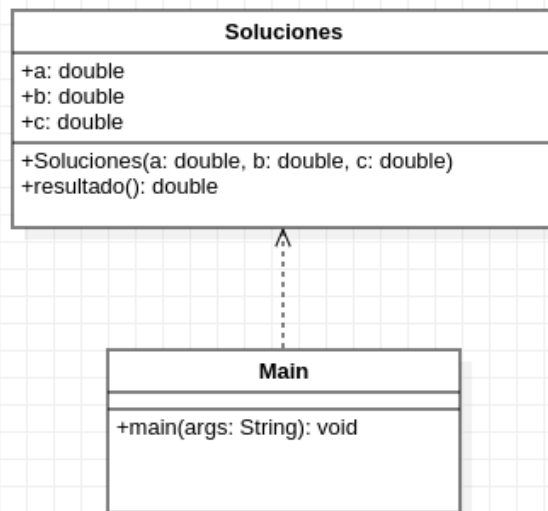 Soluciones
+a: double
+b: double
+c: double
+Soluciones(a: double, b: double, c: double)
+resultado(): double
Main
+main(args: String): void